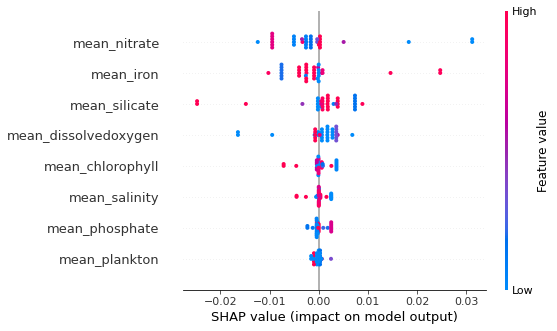 High
mean_nitrate
mean_iron
mean_silicate
mean_dissolvedoxygen
mean_chlorophyll
mean_salinity
mean_phosphate
mean_plankton
Feature value
Low
−0.02 −0.01 0.00 0.01 0.02 0.03
SHAP value (impact on model output)